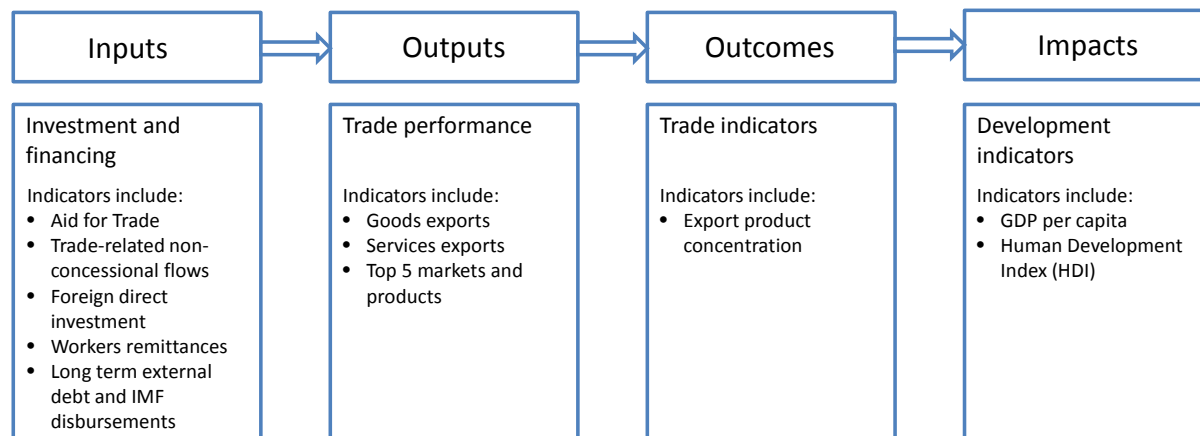 Inputs
Outputs
Outcomes
Impacts
Investment and
financing
Indicators include:
• Aid for Trade
• Trade-related non-
concessional flows
• Foreign direct
investment
• Workers remittances
• Long term external
debt and IMF
disbursements
Trade performance
Indicators include:
• Goods exports
• Services exports
• Top 5 markets and
products
Trade indicators
Indicators include:
• Export product
concentration
Development
indicators
Indicators include:
• GDP per capita
• Human Development
Index (HDI)